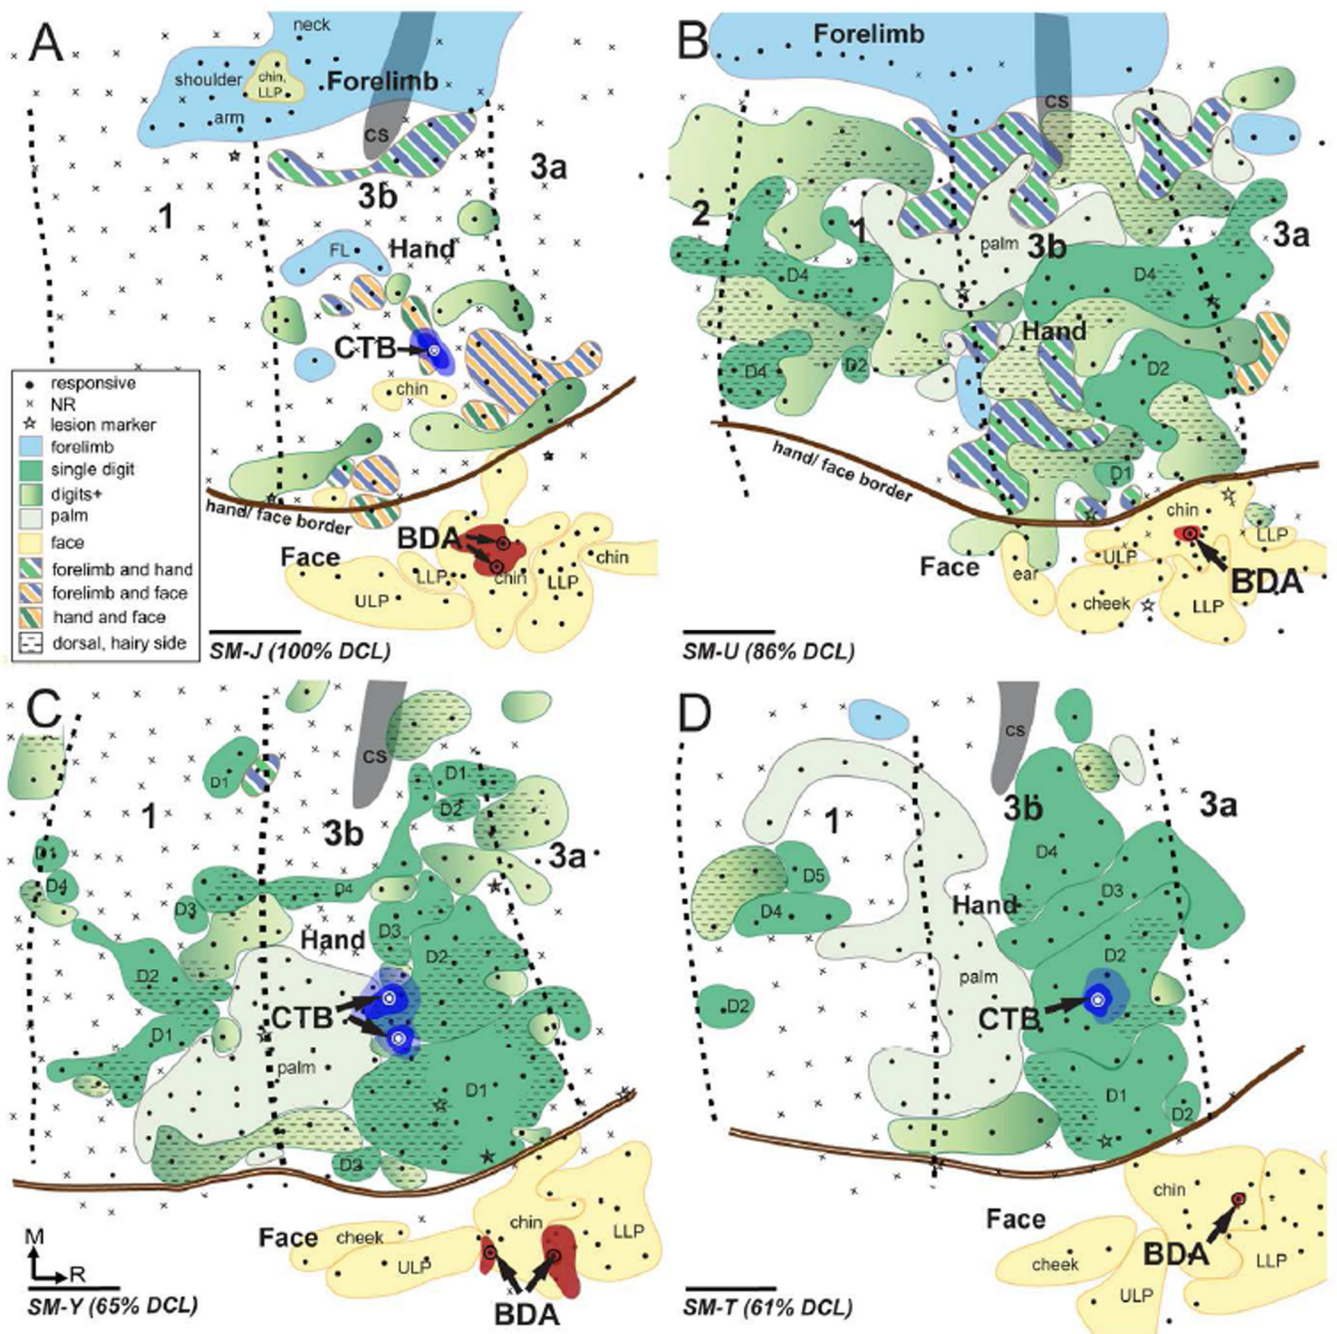 A
neck
shoulder
chin,
LLP
Forelimb
arm
CS
3a
3b
1
FL
Hand
CTB
chin
responsive
NR
lesion marker
forelimb
single digit
digits+
palm
face
forelimb and hand
forelimb and face
hand and face
dorsal, hairy side
hand/ face border
BDA
Face
LLP
chin
LLP
chin
ULP
SM-J (100% DCL)
B
Forelimb
CS
2
1
palm
3b
3a
D4
D4
Hand
D4
D2
D2
hand/ face border
D1
chin
LLP
Face
ear
ULP
BDA
cheek
LLP
SM-U (86% DCL)
C
CS
D1
D1
D2
1
3b
3a
D1
D4
D4
D3
Hand
D3
D2
D2
CTB
D1
palm
D1
D2
M
R
Face
cheek
chin
LLP
ULP
BDA
SM-Y (65% DCL)
D
CS
1
3b
3a
D4
D5
D3
D4
Hand
D2
palm
D2
CTB
D1
D2
chin
Face
BDA
cheek
LLP
ULP
SM-T (61% DCL)